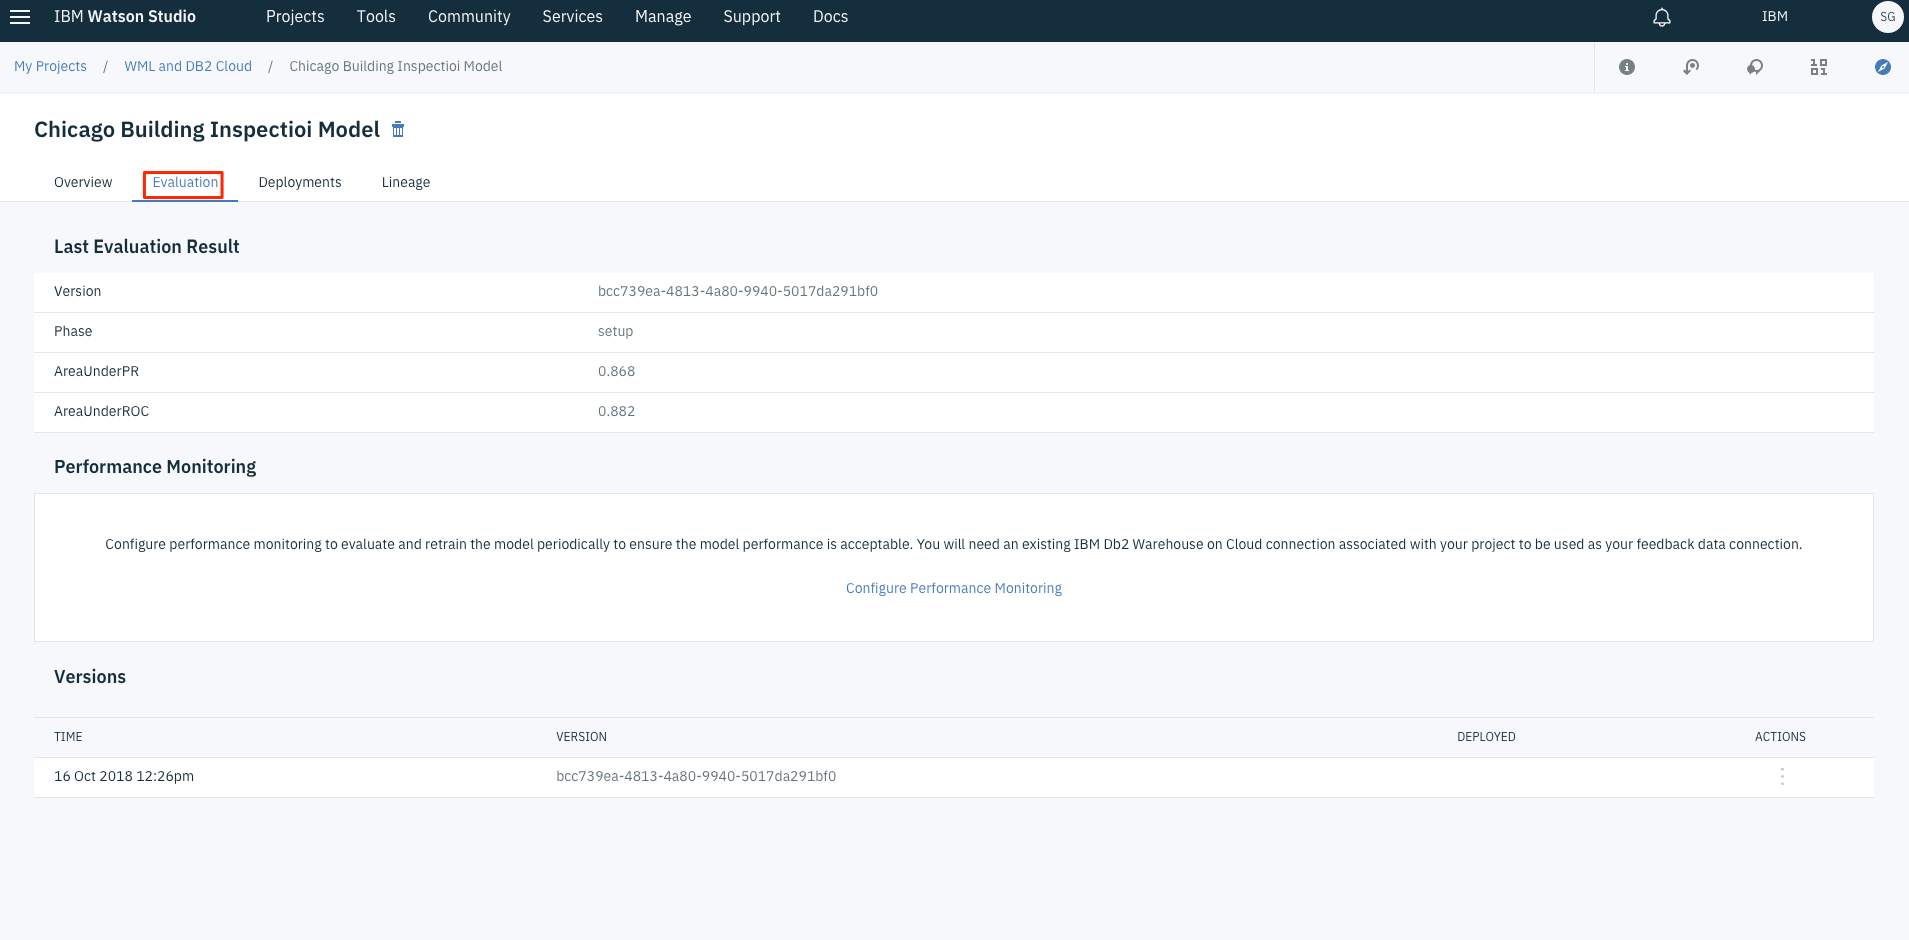 IBM Watson Studio Projects Tools Community Services Manage Support Docs IBM SG
My Projects / WML and DB2 Cloud / Chicago Building Inspectioi Model
Chicago Building Inspectioi Model
Overview Evaluation Deployments Lineage
Last Evaluation Result
Version bcc739ea-4813-4a80-9940-5017da291bf0
Phase setup
AreaUnderPR 0.868
AreaUnderROC 0.882
Performance Monitoring
Configure performance monitoring to evaluate and retrain the model periodically to ensure the model performance is acceptable. You will need an existing IBM Db2 Warehouse on Cloud connection associated with your project to be used as your feedback data connection.
Configure Performance Monitoring
Versions
TIME VERSION DEPLOYED ACTIONS
16 Oct 2018 12:26pm bcc739ea-4813-4a80-9940-5017da291bf0